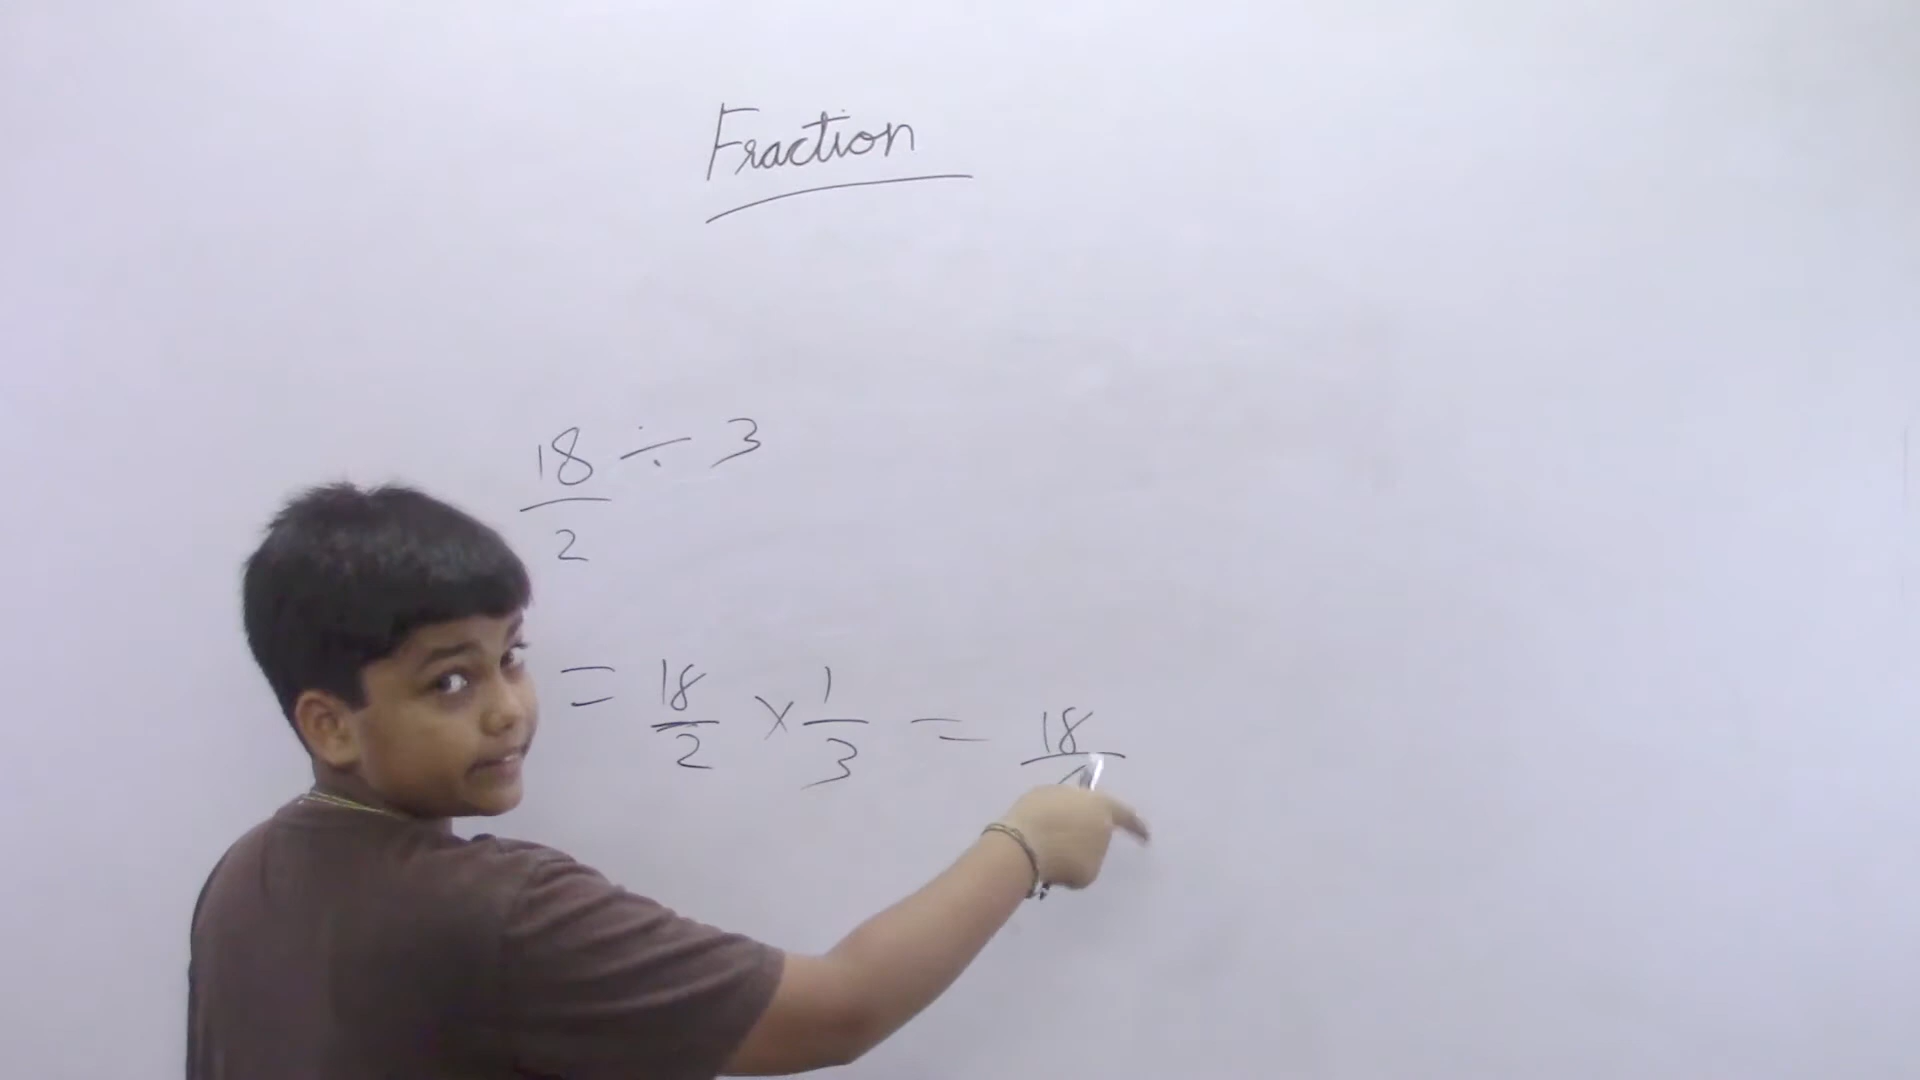 Fraction
18/2 ÷ 3
= 18/2 × 1/3 = 18/